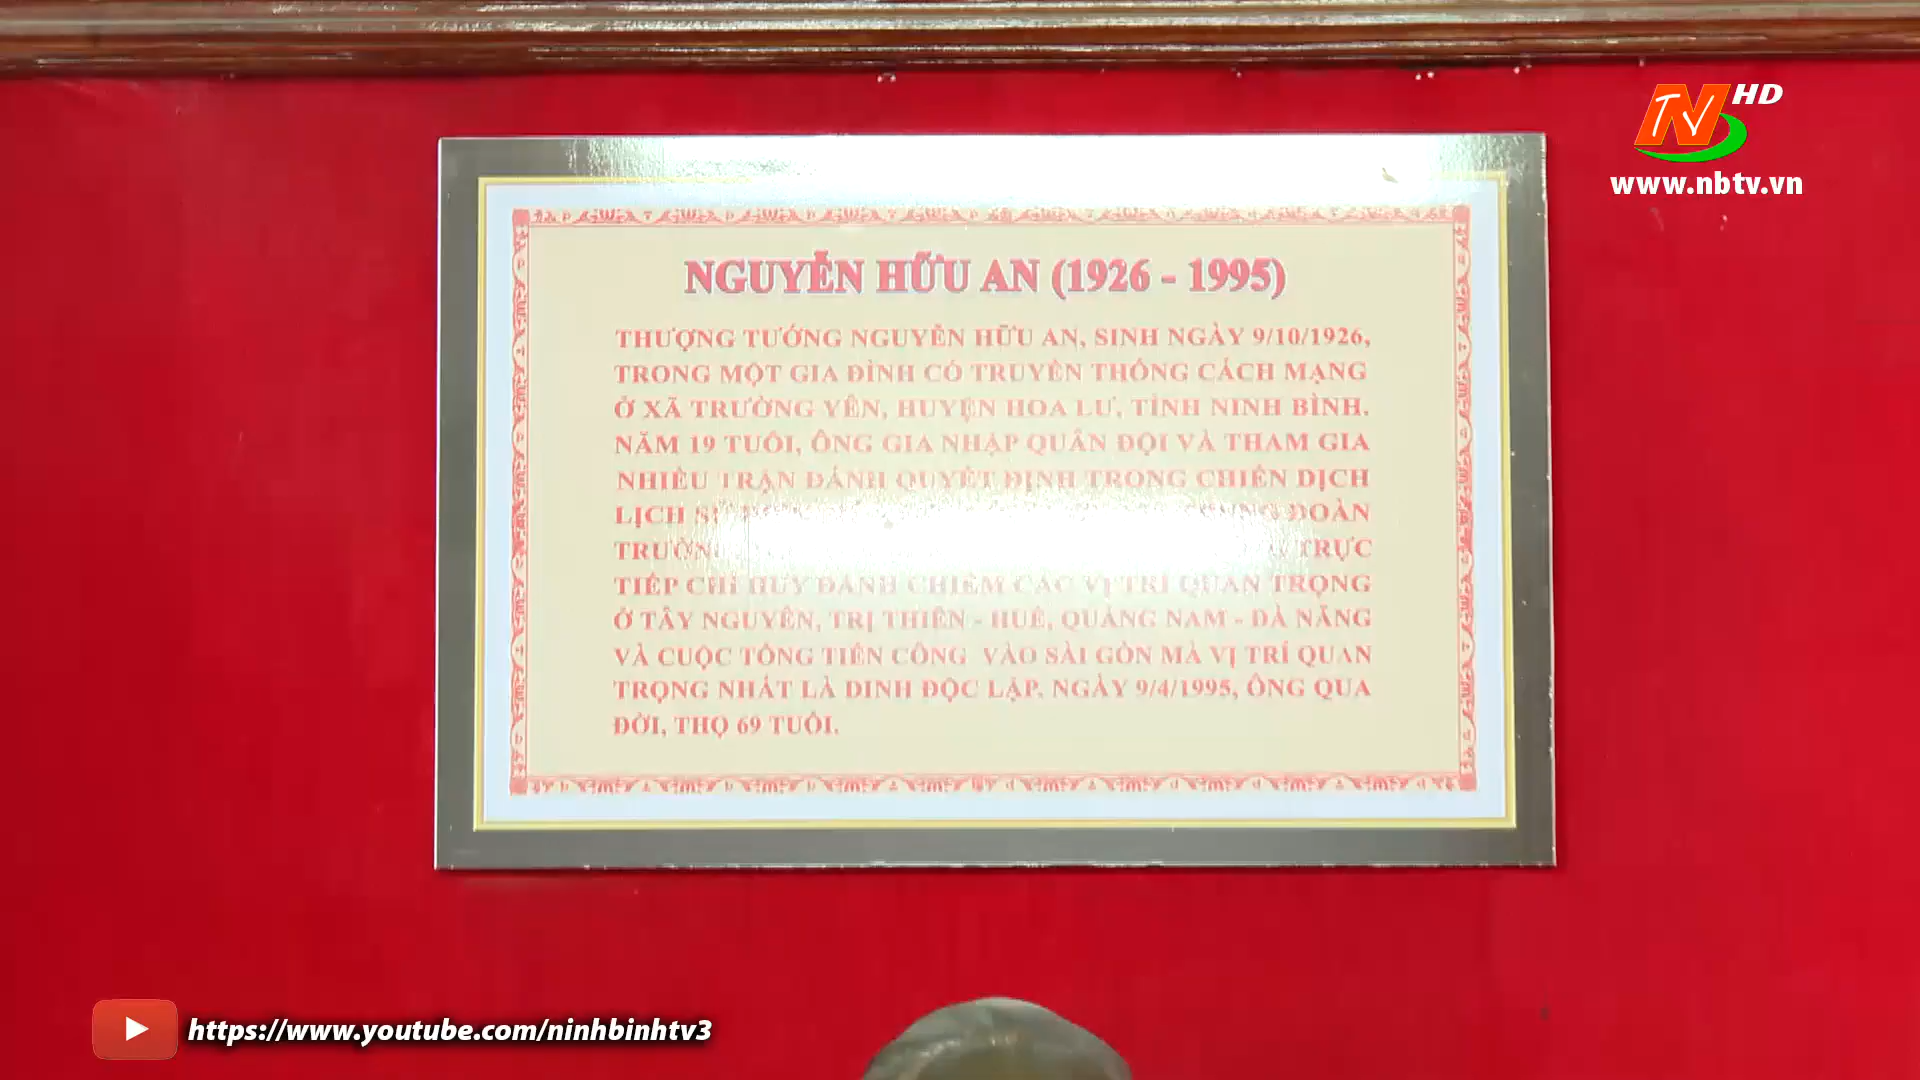 NTV HD
www.nbtv.vn
NGUYỄN HỮU AN (1926 - 1995)
THƯỢNG TƯỚNG NGUYỄN HỮU AN, SINH NGÀY 9/10/1926,
TRONG MỘT GIA ĐÌNH CÓ TRUYỀN THỐNG CÁCH MẠNG
Ở XÃ TRƯỜNG YÊN, HUYỆN HOA LƯ, TỈNH NINH BÌNH.
NĂM 19 TUỔI, ÔNG GIA NHẬP QUÂN ĐỘI VÀ THAM GIA
NHIỀU TRẬN ĐÁNH QUYẾT ĐỊNH TRONG CHIẾN DỊCH
LỊCH ĐOÀN
TRỰC
TIẾP CHỈ HUY ĐÁNH CHIẾM CÁC VỊ TRÍ QUAN TRỌNG
Ở TÂY NGUYÊN, TRỊ THIÊN - HUẾ, QUẢNG NAM - ĐÀ NẴNG
VÀ CUỘC TỔNG TIẾN CÔNG VÀO SÀI GÒN MÀ VỊ TRÍ QUAN
TRỌNG NHẤT LÀ DINH ĐỘC LẬP. NGÀY 9/4/1995, ÔNG QUA
ĐỜI, THỌ 69 TUỔI.
https://www.youtube.com/ninhbinhtv3